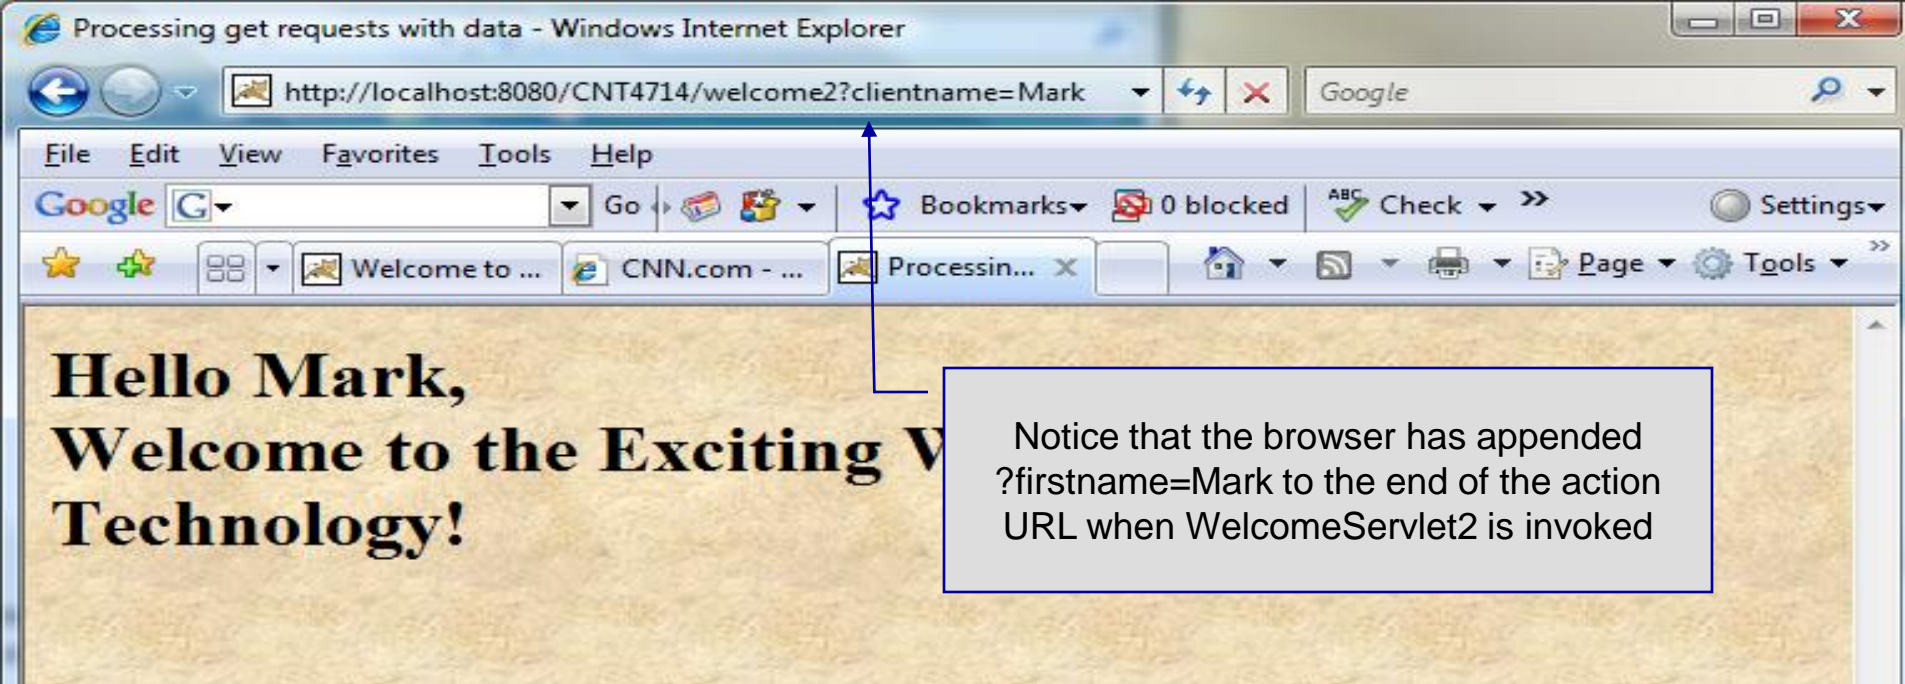 Processing get requests with data - Windows Internet Explorer
http://localhost:8080/CNT4714/welcome2?clientname=Mark
Google
File Edit View Favorites Tools Help
Google G Go Bookmarks 0 blocked ABC Check >> Settings
Welcome to ... CNN.com - ... Processin... Page Tools >>
Hello Mark,
Welcome to the Exciting
Technology!
Notice that the browser has appended
?firstname=Mark to the end of the action
URL when WelcomeServlet2 is invoked